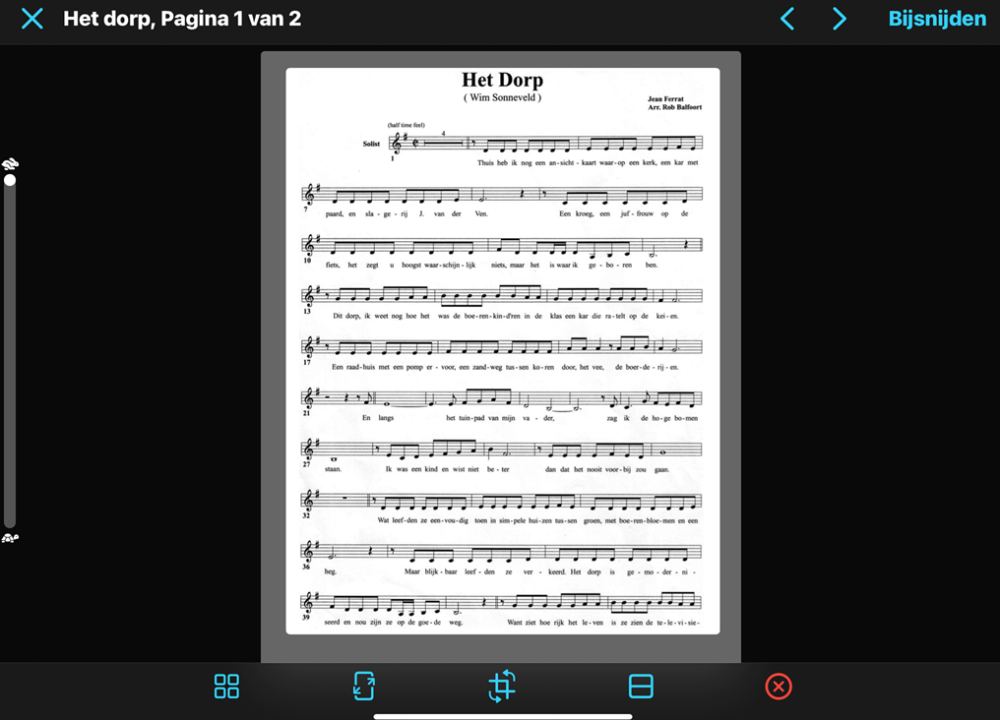 Het dorp, Pagina 1 van 2
Bijsnijden
Het Dorp
( Wim Sonneveld )
Jean Ferrat
Arr. Rob Balfoort
(half time feel)
4
Solist
1
Thuis heb ik nog een an-sicht - kaart waar-op een kerk, een kar met
7
paard, en sla - ge - rij J. van der Ven. Een kroeg, een juf - frouw op de
10
fiets, het zegt u hoogst waar-schijn - lijk niets, maar het is waar ik ge - bo - ren ben.
13
Dit dorp, ik weet nog hoe het was de boe-ren-kin-d'ren in de klas een kar die ra-telt op de kei-en.
17
Een raad-huis met een pomp er - voor, een zand-weg tus-sen ko-ren door, het vee, de boer-de-rij-en.
21
En langs het tuin-pad van mijn va - der, zag ik de ho-ge bo-men
27
staan. Ik was een kind en wist niet be - ter dan dat het nooit voor-bij zou gaan.
32
Wat leef-den ze een-vou-dig toen in sim-pele hui-zen tus-sen groen, met boe-ren-bloe-men en een
36
heg. Maar blijk-baar leef-den ze ver - keerd. Het dorp is ge-mo-der-ni -
39
seerd en nou zijn ze op de goe-de weg. Want ziet hoe rijk het le-ven is ze zien de te-le-vi-sie-